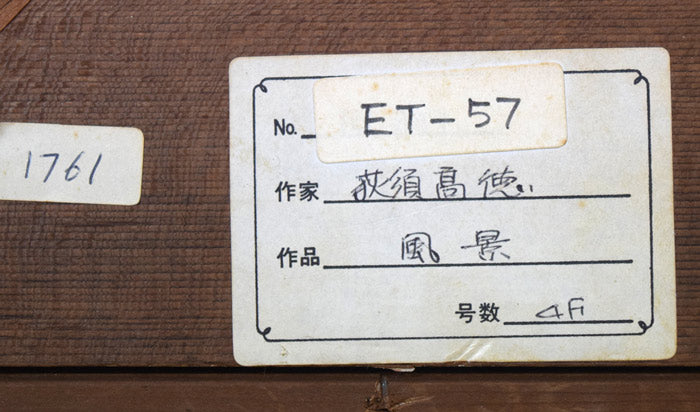 1761
No. ET-57
作家 荻須高徳
作品 風景
号数 4F